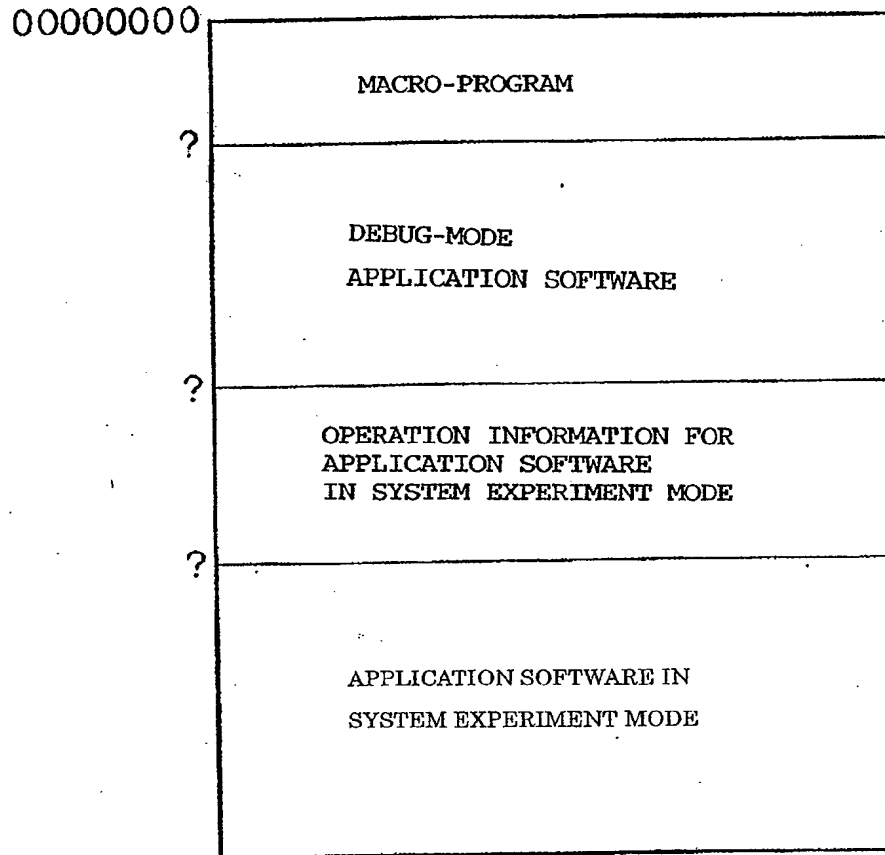 00000000
MACRO-PROGRAM
?
DEBUG-MODE
APPLICATION SOFTWARE
?
OPERATION INFORMATION FOR
APPLICATION SOFTWARE
IN SYSTEM EXPERIMENT MODE
?
APPLICATION SOFTWARE IN
SYSTEM EXPERIMENT MODE